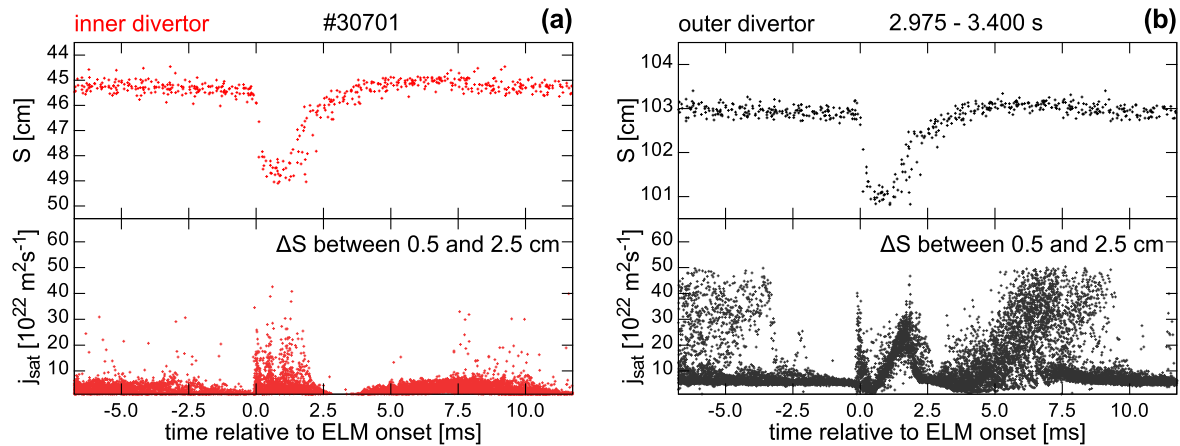 inner divertor #30701 (a)
44
45
46
47
48
49
50
S [cm]
ΔS between 0.5 and 2.5 cm
60
50
40
30
20
10
j_sat [10^22 m^2s^-1]
-5.0 -2.5 0.0 2.5 5.0 7.5 10.0
time relative to ELM onset [ms]
outer divertor 2.975 - 3.400 s (b)
104
103
102
101
S [cm]
ΔS between 0.5 and 2.5 cm
60
50
40
30
20
10
j_sat [10^22 m^2s^-1]
-5.0 -2.5 0.0 2.5 5.0 7.5 10.0
time relative to ELM onset [ms]